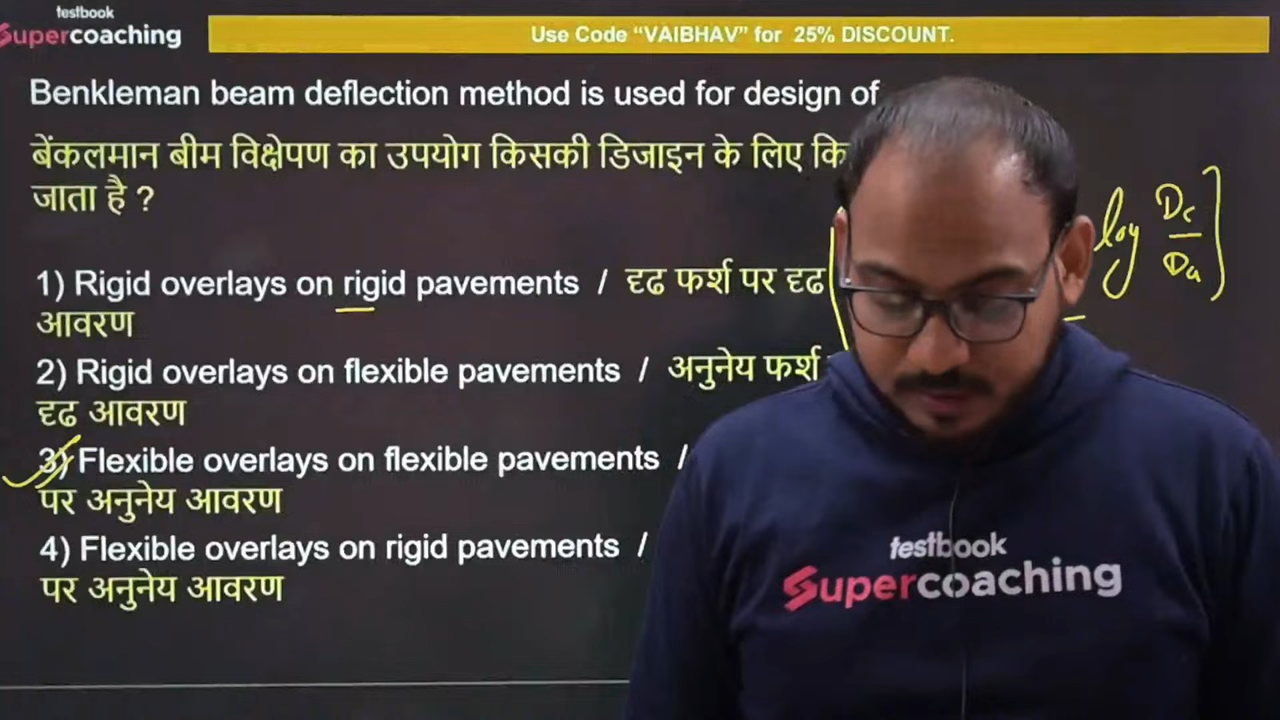 testbook
Supercoaching
Use Code “VAIBHAV” for 25% DISCOUNT.
Benkleman beam deflection method is used for design of
बेंकलमान बीम विक्षेपण का उपयोग किसकी डिजाइन के लिए कि
जाता है ?
log Dc
Da
1) Rigid overlays on rigid pavements / दृढ फर्श पर दृढ
आवरण
2) Rigid overlays on flexible pavements / अनुनेय फर्श
दृढ आवरण
3) Flexible overlays on flexible pavements /
पर अनुनेय आवरण
4) Flexible overlays on rigid pavements /
पर अनुनेय आवरण
testbook
Supercoaching